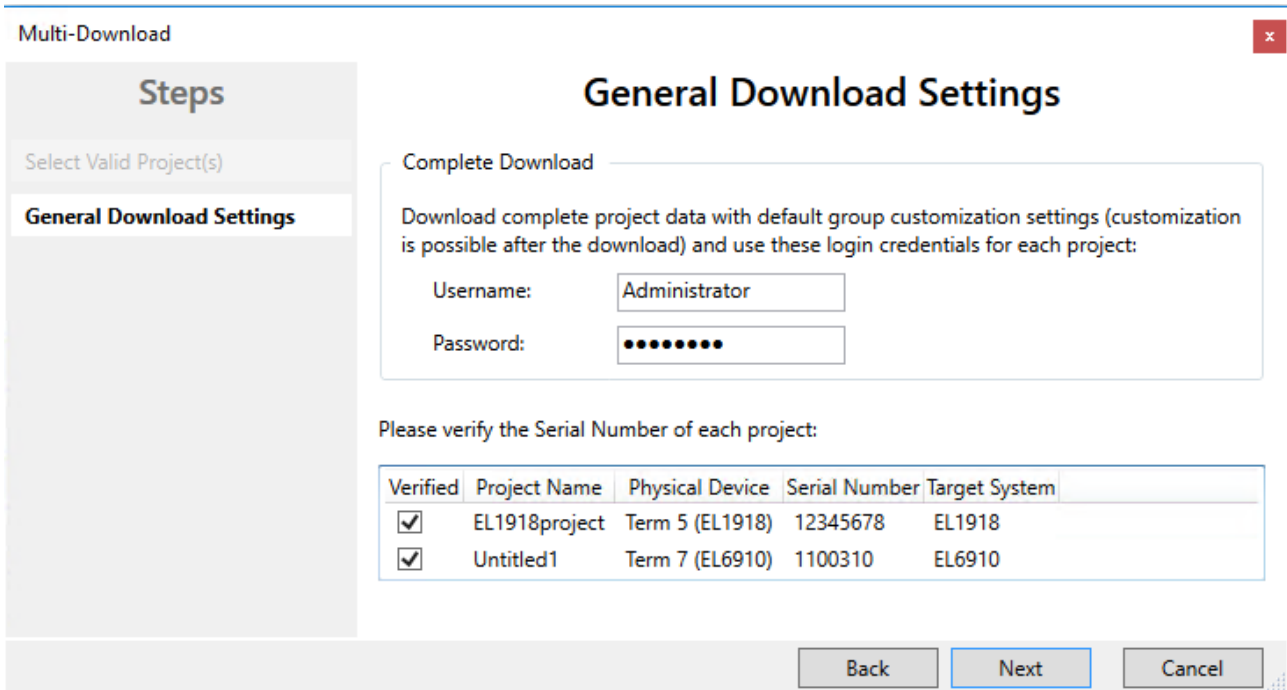 Multi-Download
x
Steps
Select Valid Project(s)
General Download Settings
General Download Settings
Complete Download
Download complete project data with default group customization settings (customization
is possible after the download) and use these login credentials for each project:
Username: Administrator
Password: ●●●●●●●●
Please verify the Serial Number of each project:
Verified Project Name Physical Device Serial Number Target System
EL1918project Term 5 (EL1918) 12345678 EL1918
Untitled1 Term 7 (EL6910) 1100310 EL6910
Back Next Cancel